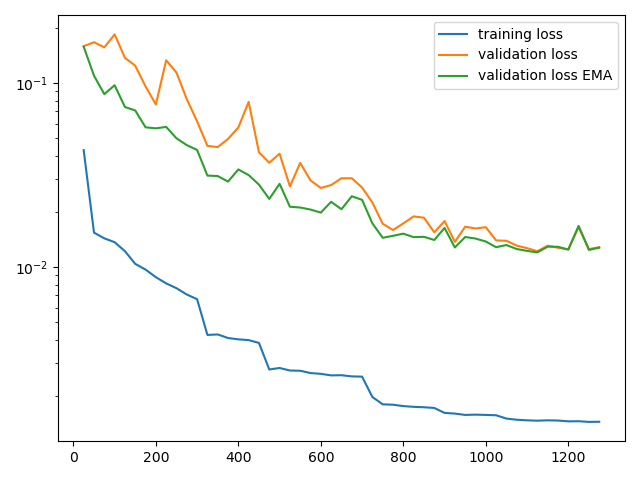 training loss
validation loss
validation loss EMA
10⁻¹
10⁻²
0 200 400 600 800 1000 1200